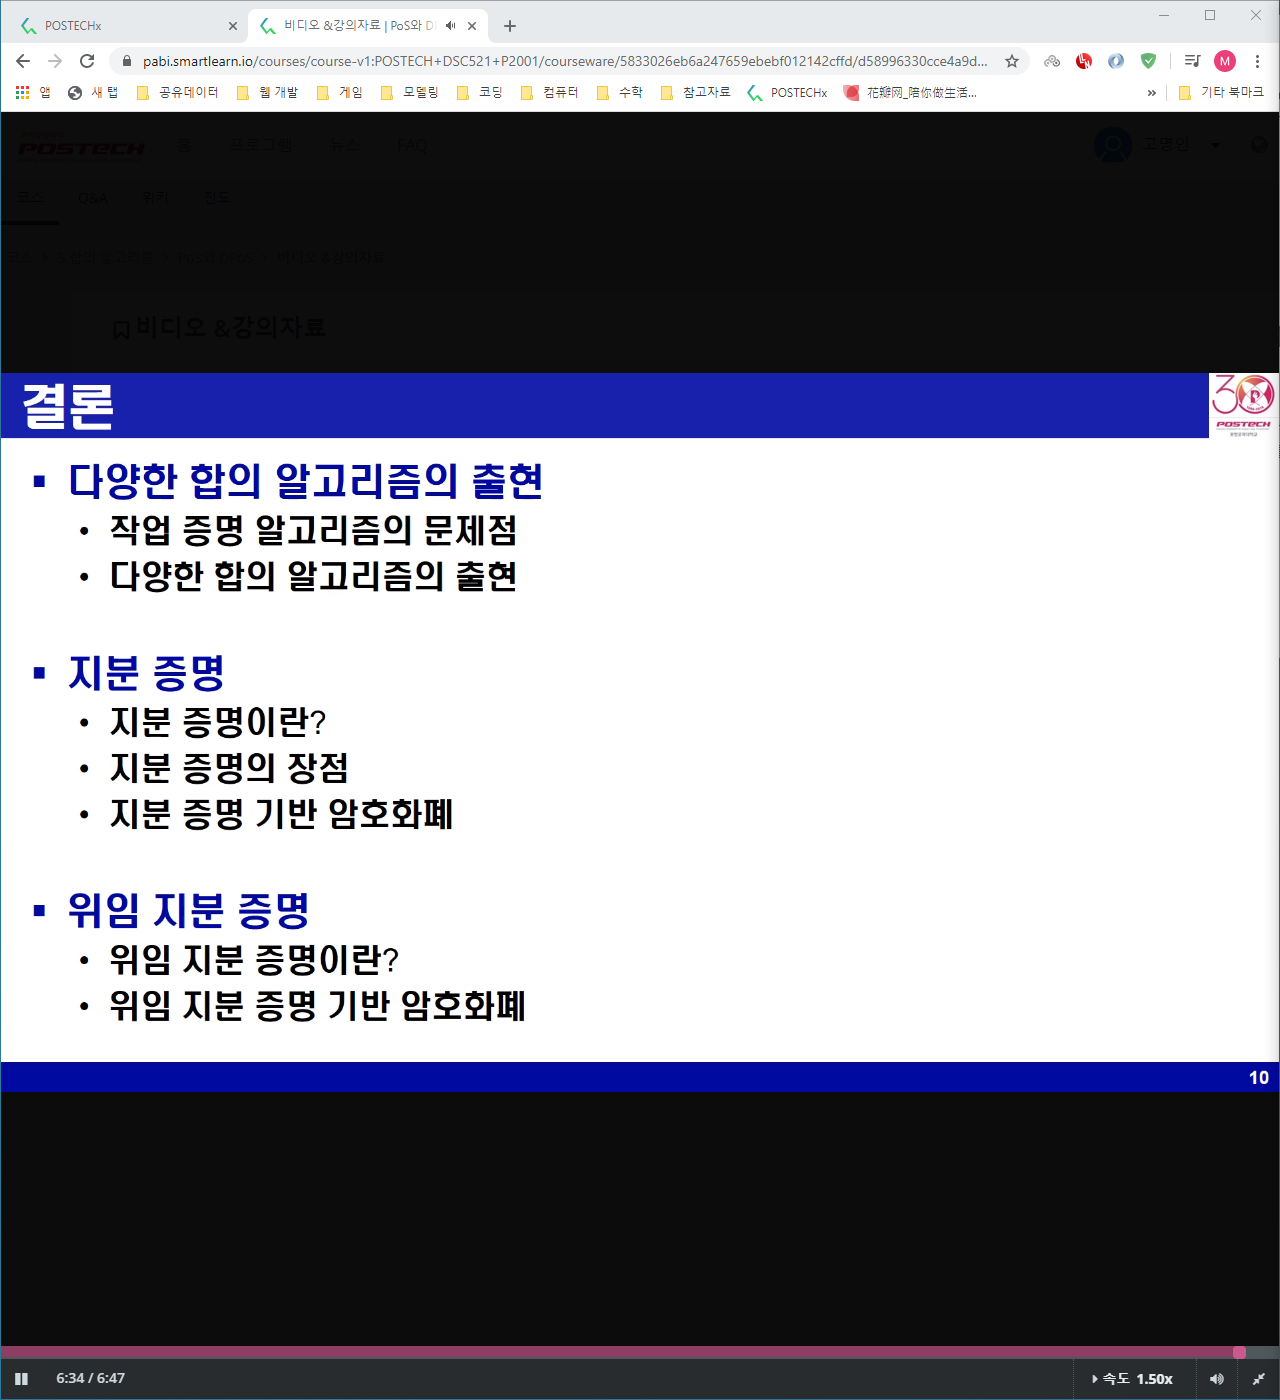 POSTECHx
비디오 &강의자료 | PoS와 D
pabi.smartlearn.io/courses/course-v1:POSTECH+DSC521+P2001/courseware/5833026eb6a247659ebebf012142cffd/d58996330cce4a9d...
M
앱 새 탭 공유데이터 웹 개발 게임 모델링 코딩 컴퓨터 수학 참고자료 POSTECHx 花瓣网_陪你做生活... » 기타 북마크
POSTECH 홈 프로그램 뉴스 FAQ 고영인
코스 Q&A 위키 진도
비디오 &강의자료
비디오 &강의자료
결론
30
POSTECH
다양한 합의 알고리즘의 출현
• 작업 증명 알고리즘의 문제점
• 다양한 합의 알고리즘의 출현
지분 증명
• 지분 증명이란?
• 지분 증명의 장점
• 지분 증명 기반 암호화폐
위임 지분 증명
• 위임 지분 증명이란?
• 위임 지분 증명 기반 암호화폐
10
6:34 / 6:47 속도 1.50x